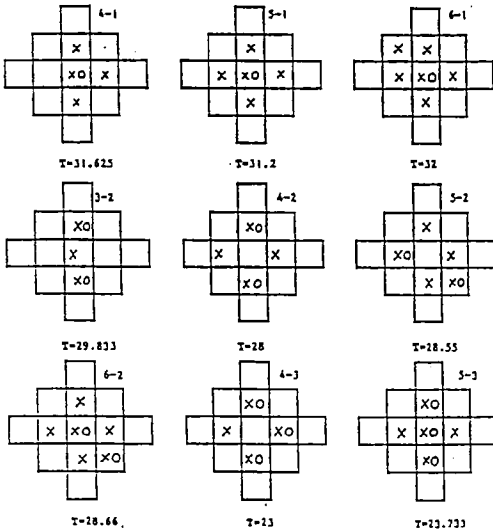 4-1 5-1 6-1
X X X X
XO X X XO X X XO X
X X X
T=31.625 T=31.2 T=32
3-2 4-2 5-2
XO XO X
X X X XO X
XO XO X XO
T=29.833 T=28 T=28.55
6-2 4-3 5-3
X XO XO
X XO X X XO X XO X
X XO XO XO
T=28.66. T=23 T=23.733